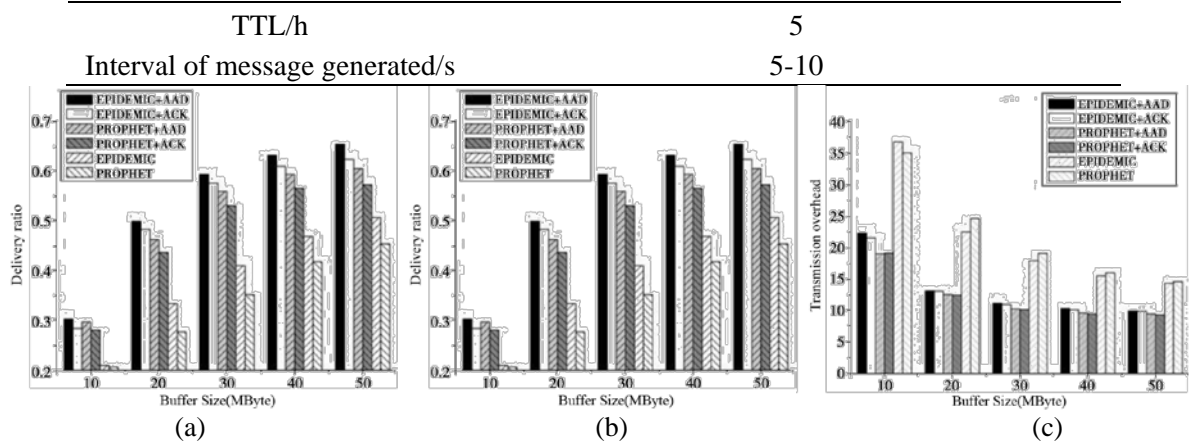 TTL/h 5
Interval of message generated/s 5-10
EPIDEMIC+AAD
EPIDEMIC+ACK
PROPHET+AAD
PROPHET+ACK
EPIDEMIC
PROPHET
Delivery ratio
0.7
0.6
0.5
0.4
0.3
0.2
10 20 30 40 50
Buffer Size(MByte)
(a)
EPIDEMIC+AAD
EPIDEMIC+ACK
PROPHET+AAD
PROPHET+ACK
EPIDEMIC
PROPHET
Delivery ratio
0.7
0.6
0.5
0.4
0.3
0.2
10 20 30 40 50
Buffer Size(MByte)
(b)
EPIDEMIC+AAD
EPIDEMIC+ACK
PROPHET+AAD
PROPHET+ACK
EPIDEMIC
PROPHET
Transmission overhead
40
35
30
25
20
15
10
5
0
10 20 30 40 50
Buffer Size(MByte)
(c)